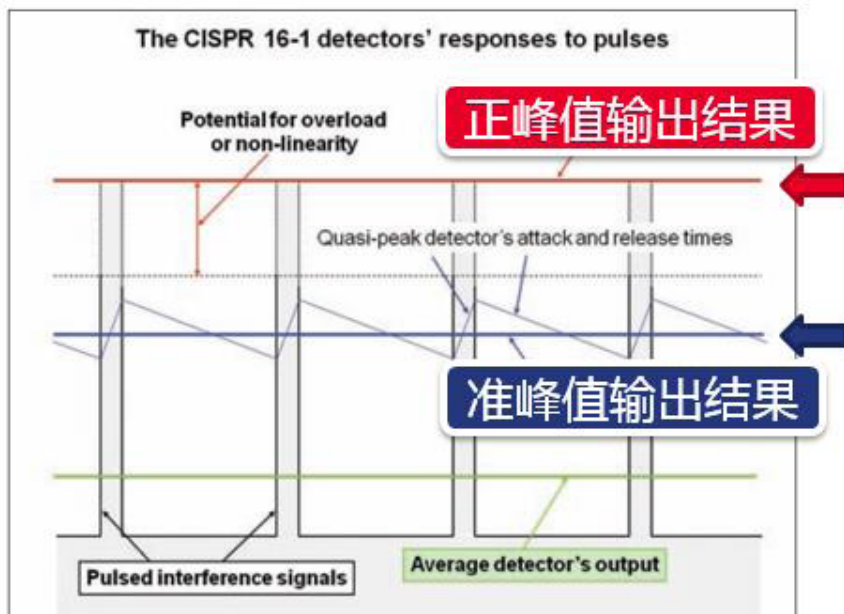 The CISPR 16-1 detectors' responses to pulses
正峰值输出结果
Potential for overload
or non-linearity
Quasi-peak detector's attack and release times
准峰值输出结果
Average detector's output
Pulsed interference signals